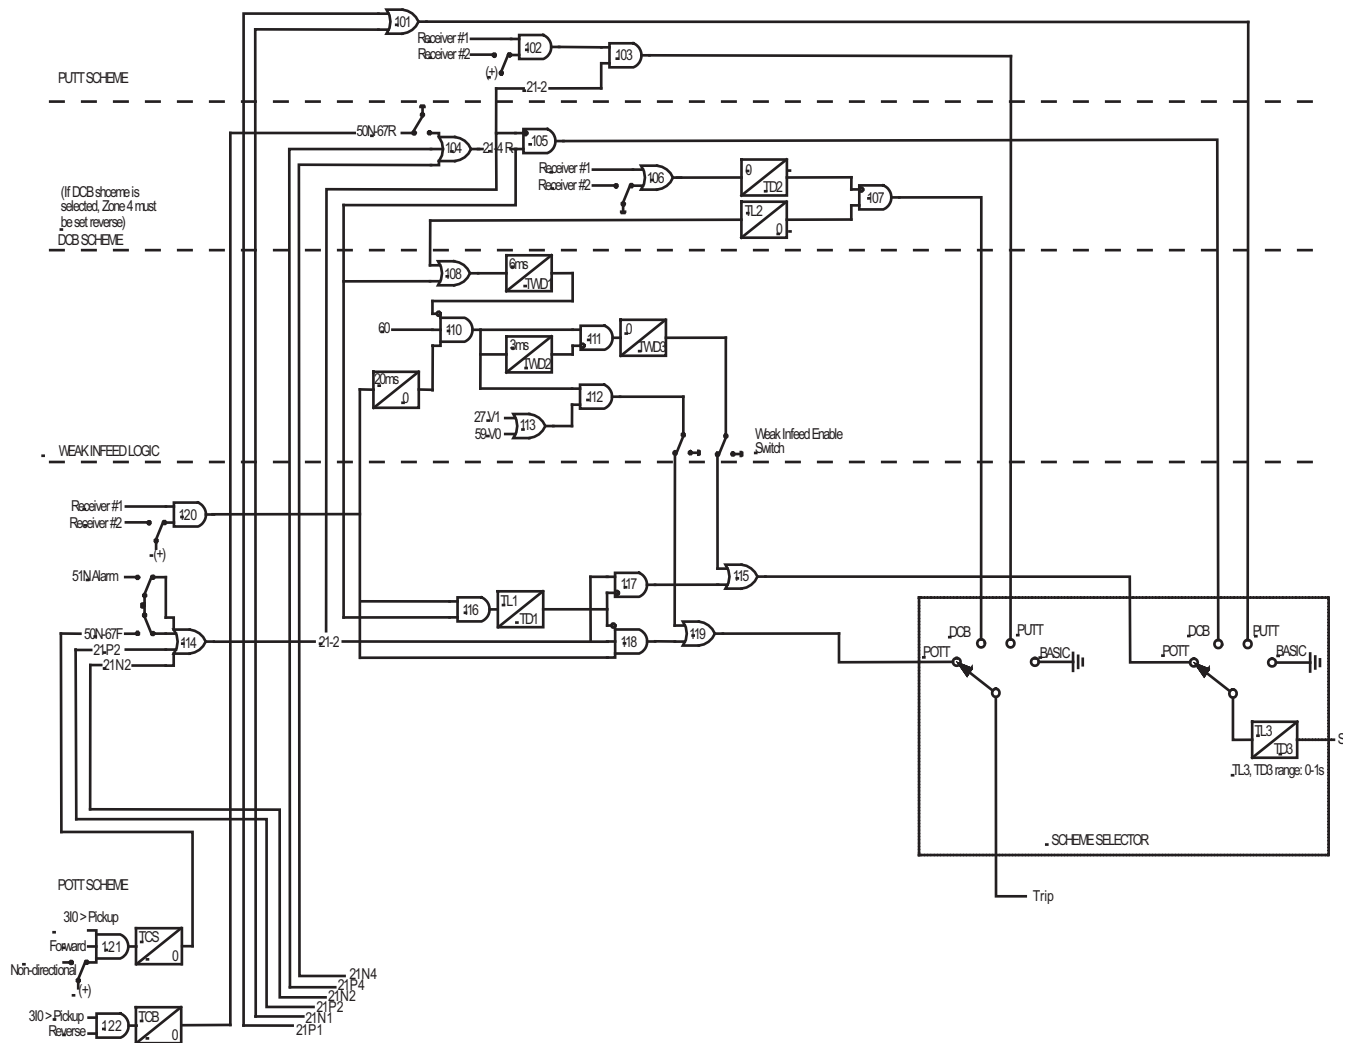 101
Receiver #1
Receiver #2
102
103
(+)
PUTT SCHEME
21-2
50N-67R
104
21-4 R
105
Receiver #1
Receiver #2
106
0
TD2
107
TL2
0
(If DCB shceme is
selected, Zone 4 must
be set reverse)
DCB SCHEME
108
6ms
TWD1
60
110
111
0
TWD3
3ms
TWD2
20ms
0
112
27-V1
59-V0
113
Weak Infeed Enable
Switch
WEAK INFEED LOGIC
Receiver #1
Receiver #2
120
(+)
51N Alarm
50N-67F
21P2
21N2
114
21-2
116
TL1
TD1
117
118
115
119
DCB
PUTT
POTT
BASIC
DCB
PUTT
POTT
BASIC
TL3
TD3
S
TL3, TD3 range: 0-1s
SCHEME SELECTOR
Trip
POTT SCHEME
3I0 > Pickup
Forward
Non-directional
(+)
121
TCS
0
3I0 > Pickup
Reverse
122
TCB
0
21N4
21P4
21N2
21P2
21N1
21P1